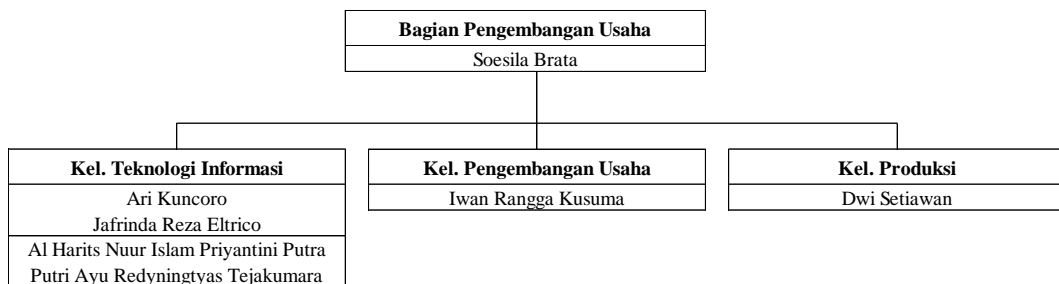 Bagian Pengembangan Usaha
Soesila Brata
Kel. Teknologi Informasi
Ari Kuncoro
Jafrinda Reza Eltrico
Al Harits Nuur Islam Priyantini Putra
Putri Ayu Redyningtyas Tejakumara
Kel. Pengembangan Usaha
Iwan Rangga Kusuma
Kel. Produksi
Dwi Setiawan